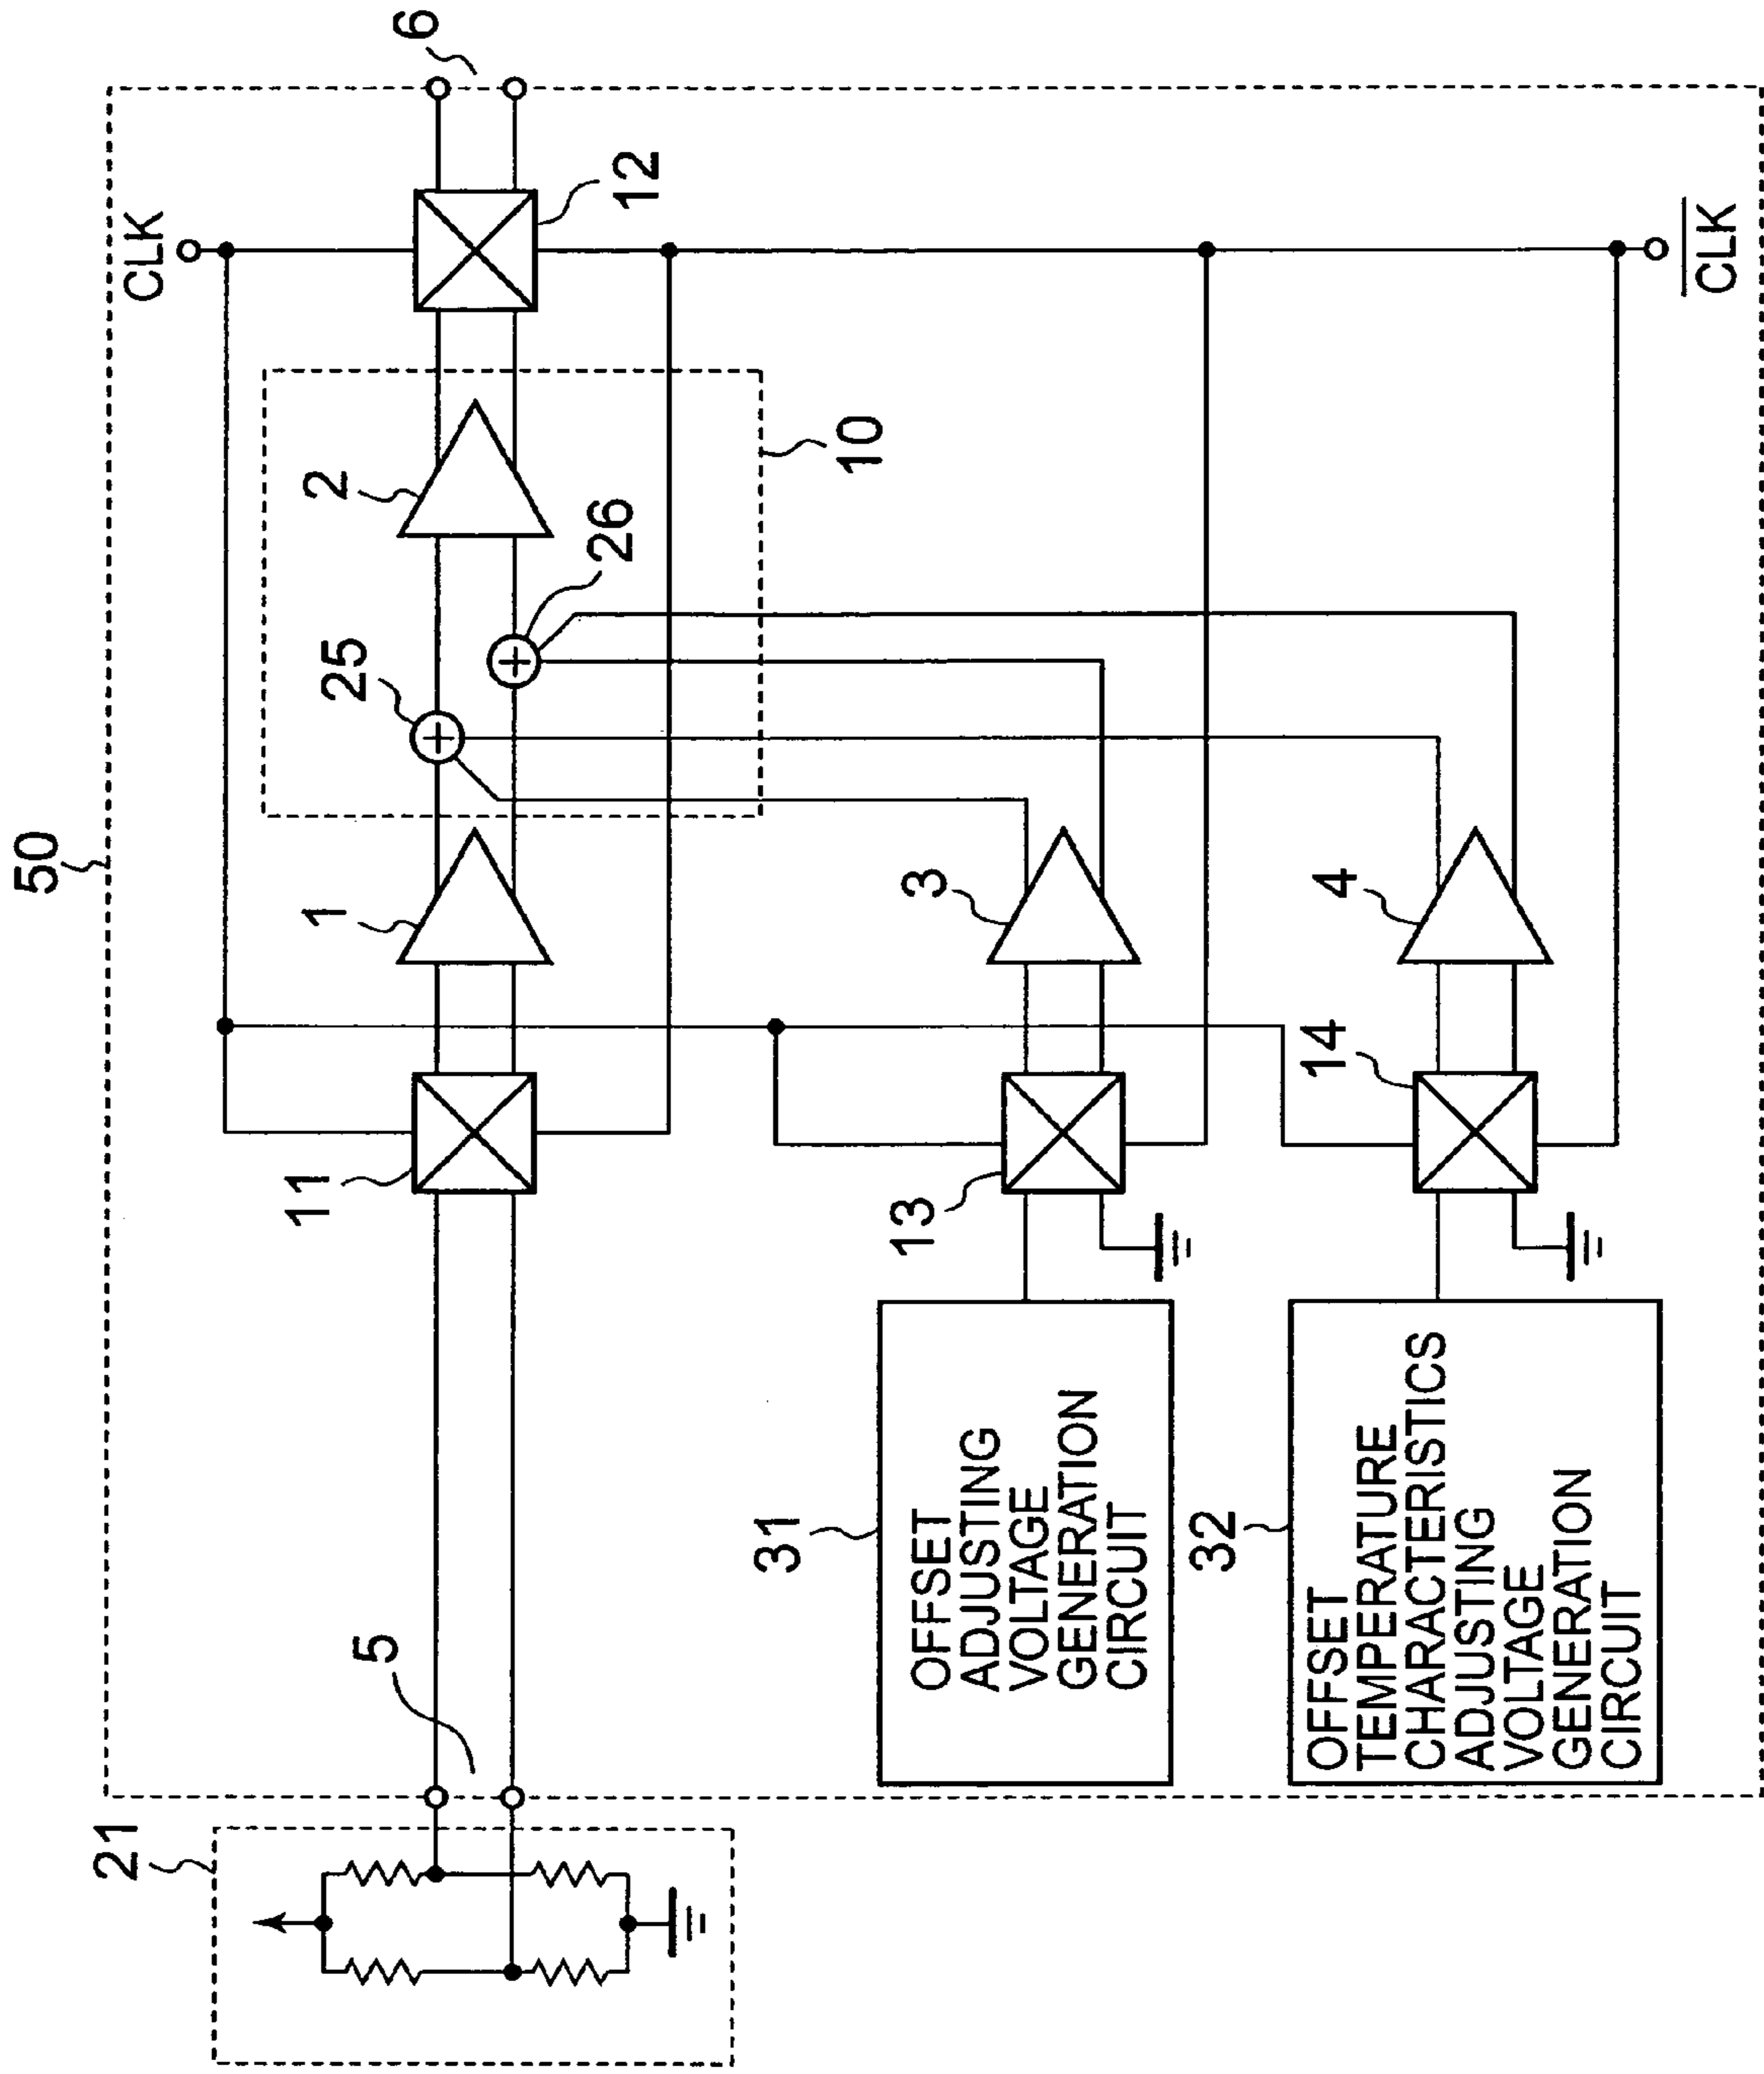 50
21
5
11
1
25
2
26
10
12
6
CLK
CLK
31
OFFSET
ADJUSTING
VOLTAGE
GENERATION
CIRCUIT
13
3
32
OFFSET
TEMPERATURE
CHARACTERISTICS
ADJUSTING
VOLTAGE
GENERATION
CIRCUIT
14
4